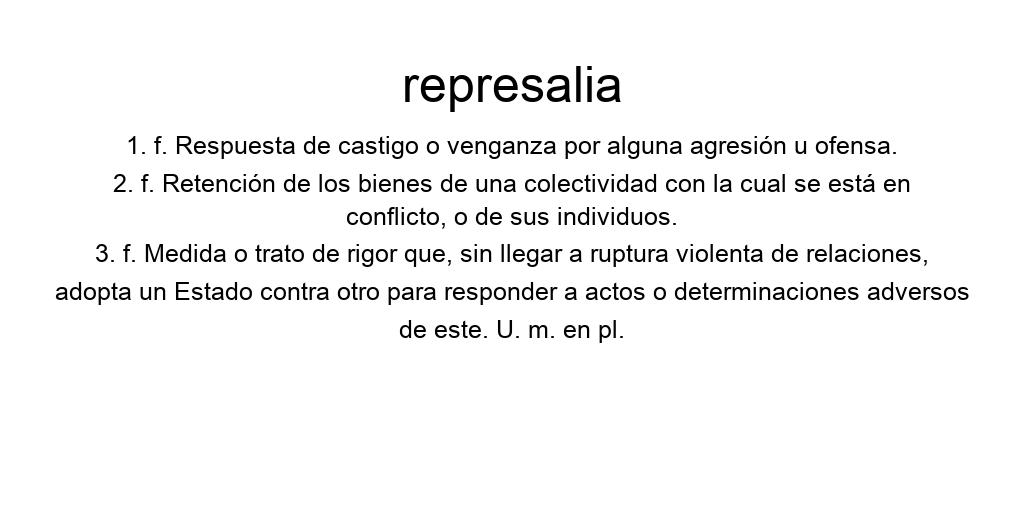 represalia
1. f. Respuesta de castigo o venganza por alguna agresión u ofensa.
2. f. Retención de los bienes de una colectividad con la cual se está en
conflicto, o de sus individuos.
3. f. Medida o trato de rigor que, sin llegar a ruptura violenta de relaciones,
adopta un Estado contra otro para responder a actos o determinaciones adversos
de este. U. m. en pl.